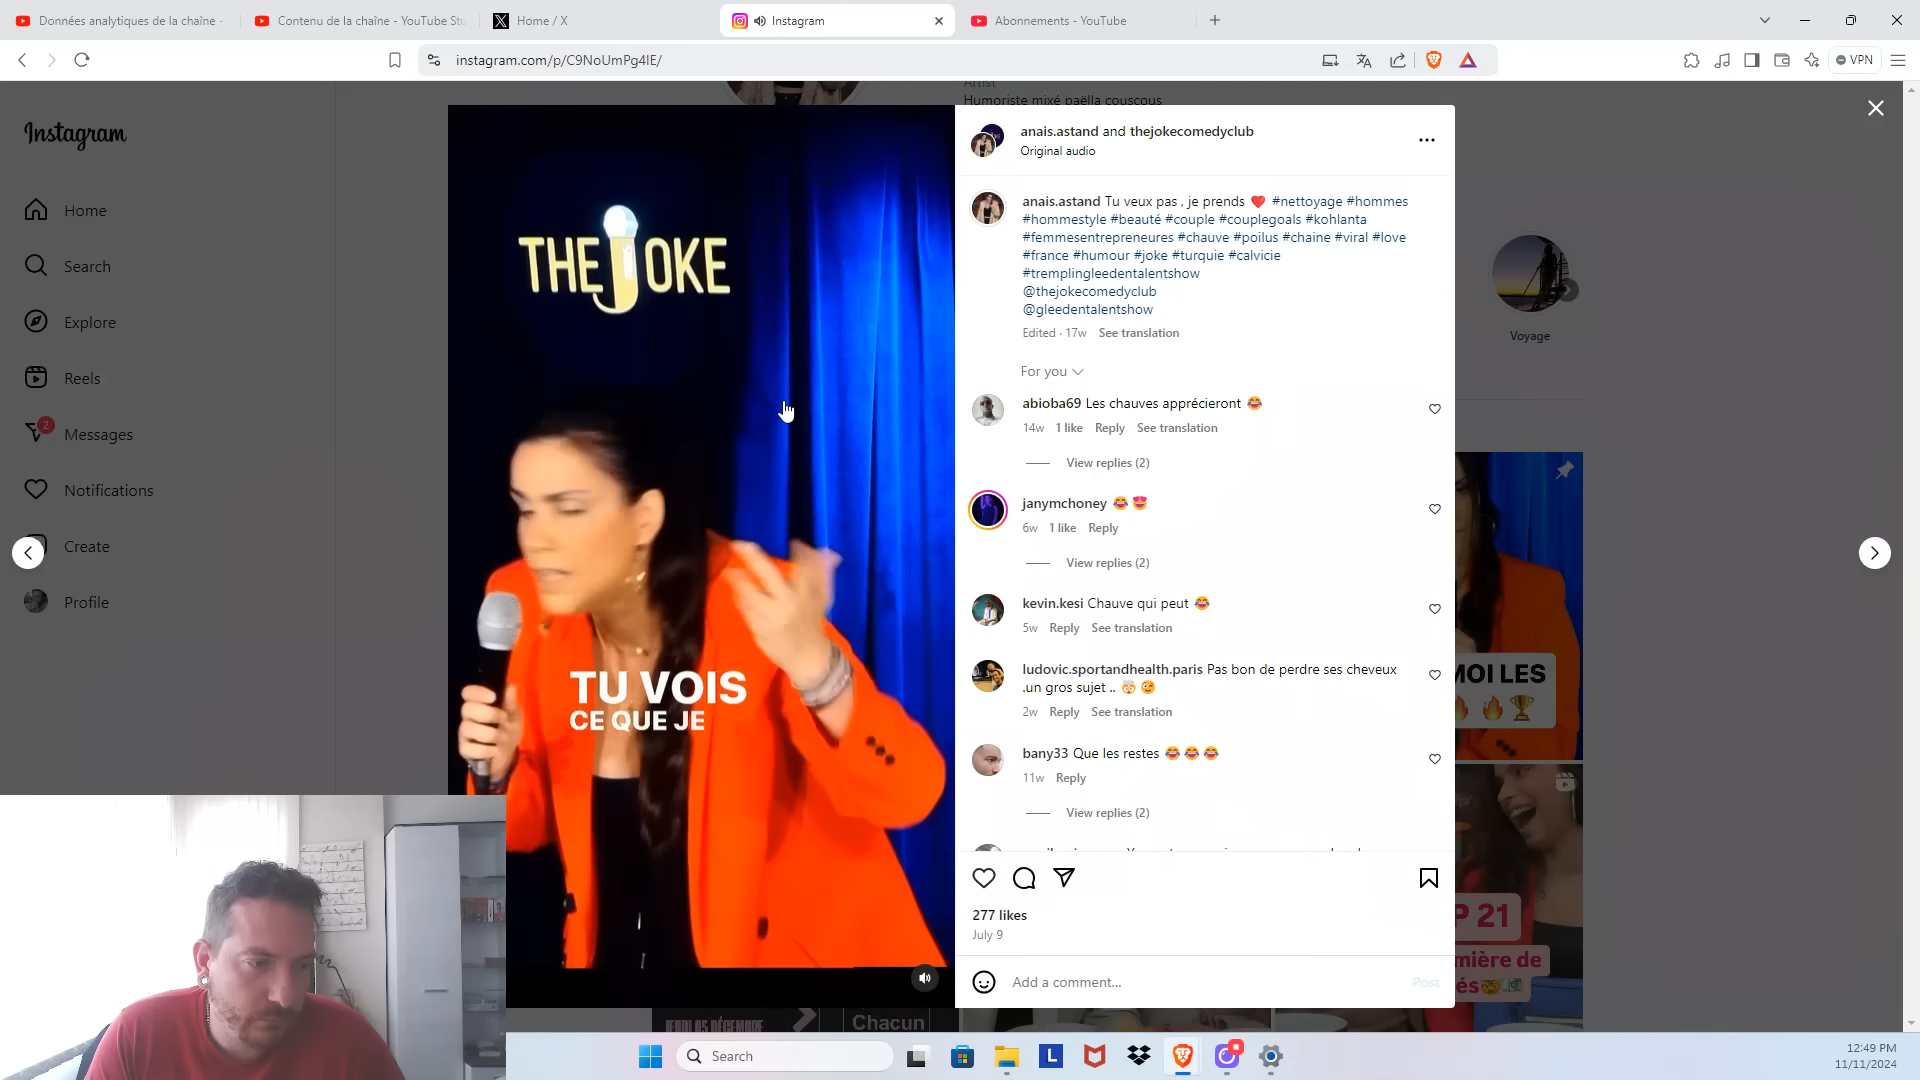 Données analytiques de la chaîne -
Contenu de la chaîne - YouTube Stu
Home / X
Instagram
Abonnements - YouTube
instagram.com/p/C9NoUmPg4IE/
VPN
Artist
Humoriste mixé paëlla couscous
Instagram
Home
Search
Explore
Reels
2
Messages
Notifications
Create
Profile
THE JOKE
TU VOIS
CE QUE JE
anais.astand and thejokecomedyclub
Original audio
anais.astand Tu veux pas , je prends ❤️ #nettoyage #hommes
#hommestyle #beauté #couple #couplegoals #kohlanta
#femmesentrepreneures #chauve #poilus #chaine #viral #love
#france #humour #joke #turquie #calvicie
#tremplingleedentalentshow
@thejokecomedyclub
@gleedentalentshow
Edited · 17w See translation
For you
abioba69 Les chauves apprécieront 😂
14w 1 like Reply See translation
View replies (2)
janymchoney 😂 😍
6w 1 like Reply
View replies (2)
kevin.kesi Chauve qui peut 😂
5w Reply See translation
ludovic.sportandhealth.paris Pas bon de perdre ses cheveux
.un gros sujet .. 🤯 😉
2w Reply See translation
bany33 Que les restes 😂 😂 😂
11w Reply
View replies (2)
277 likes
July 9
Add a comment...
Post
Voyage
MOI LES
🔥 🔥 🏆
P 21
mière de
és
JEUDI 05 DÉCEMBRE
Chacun
Search
L
12:49 PM
11/11/2024